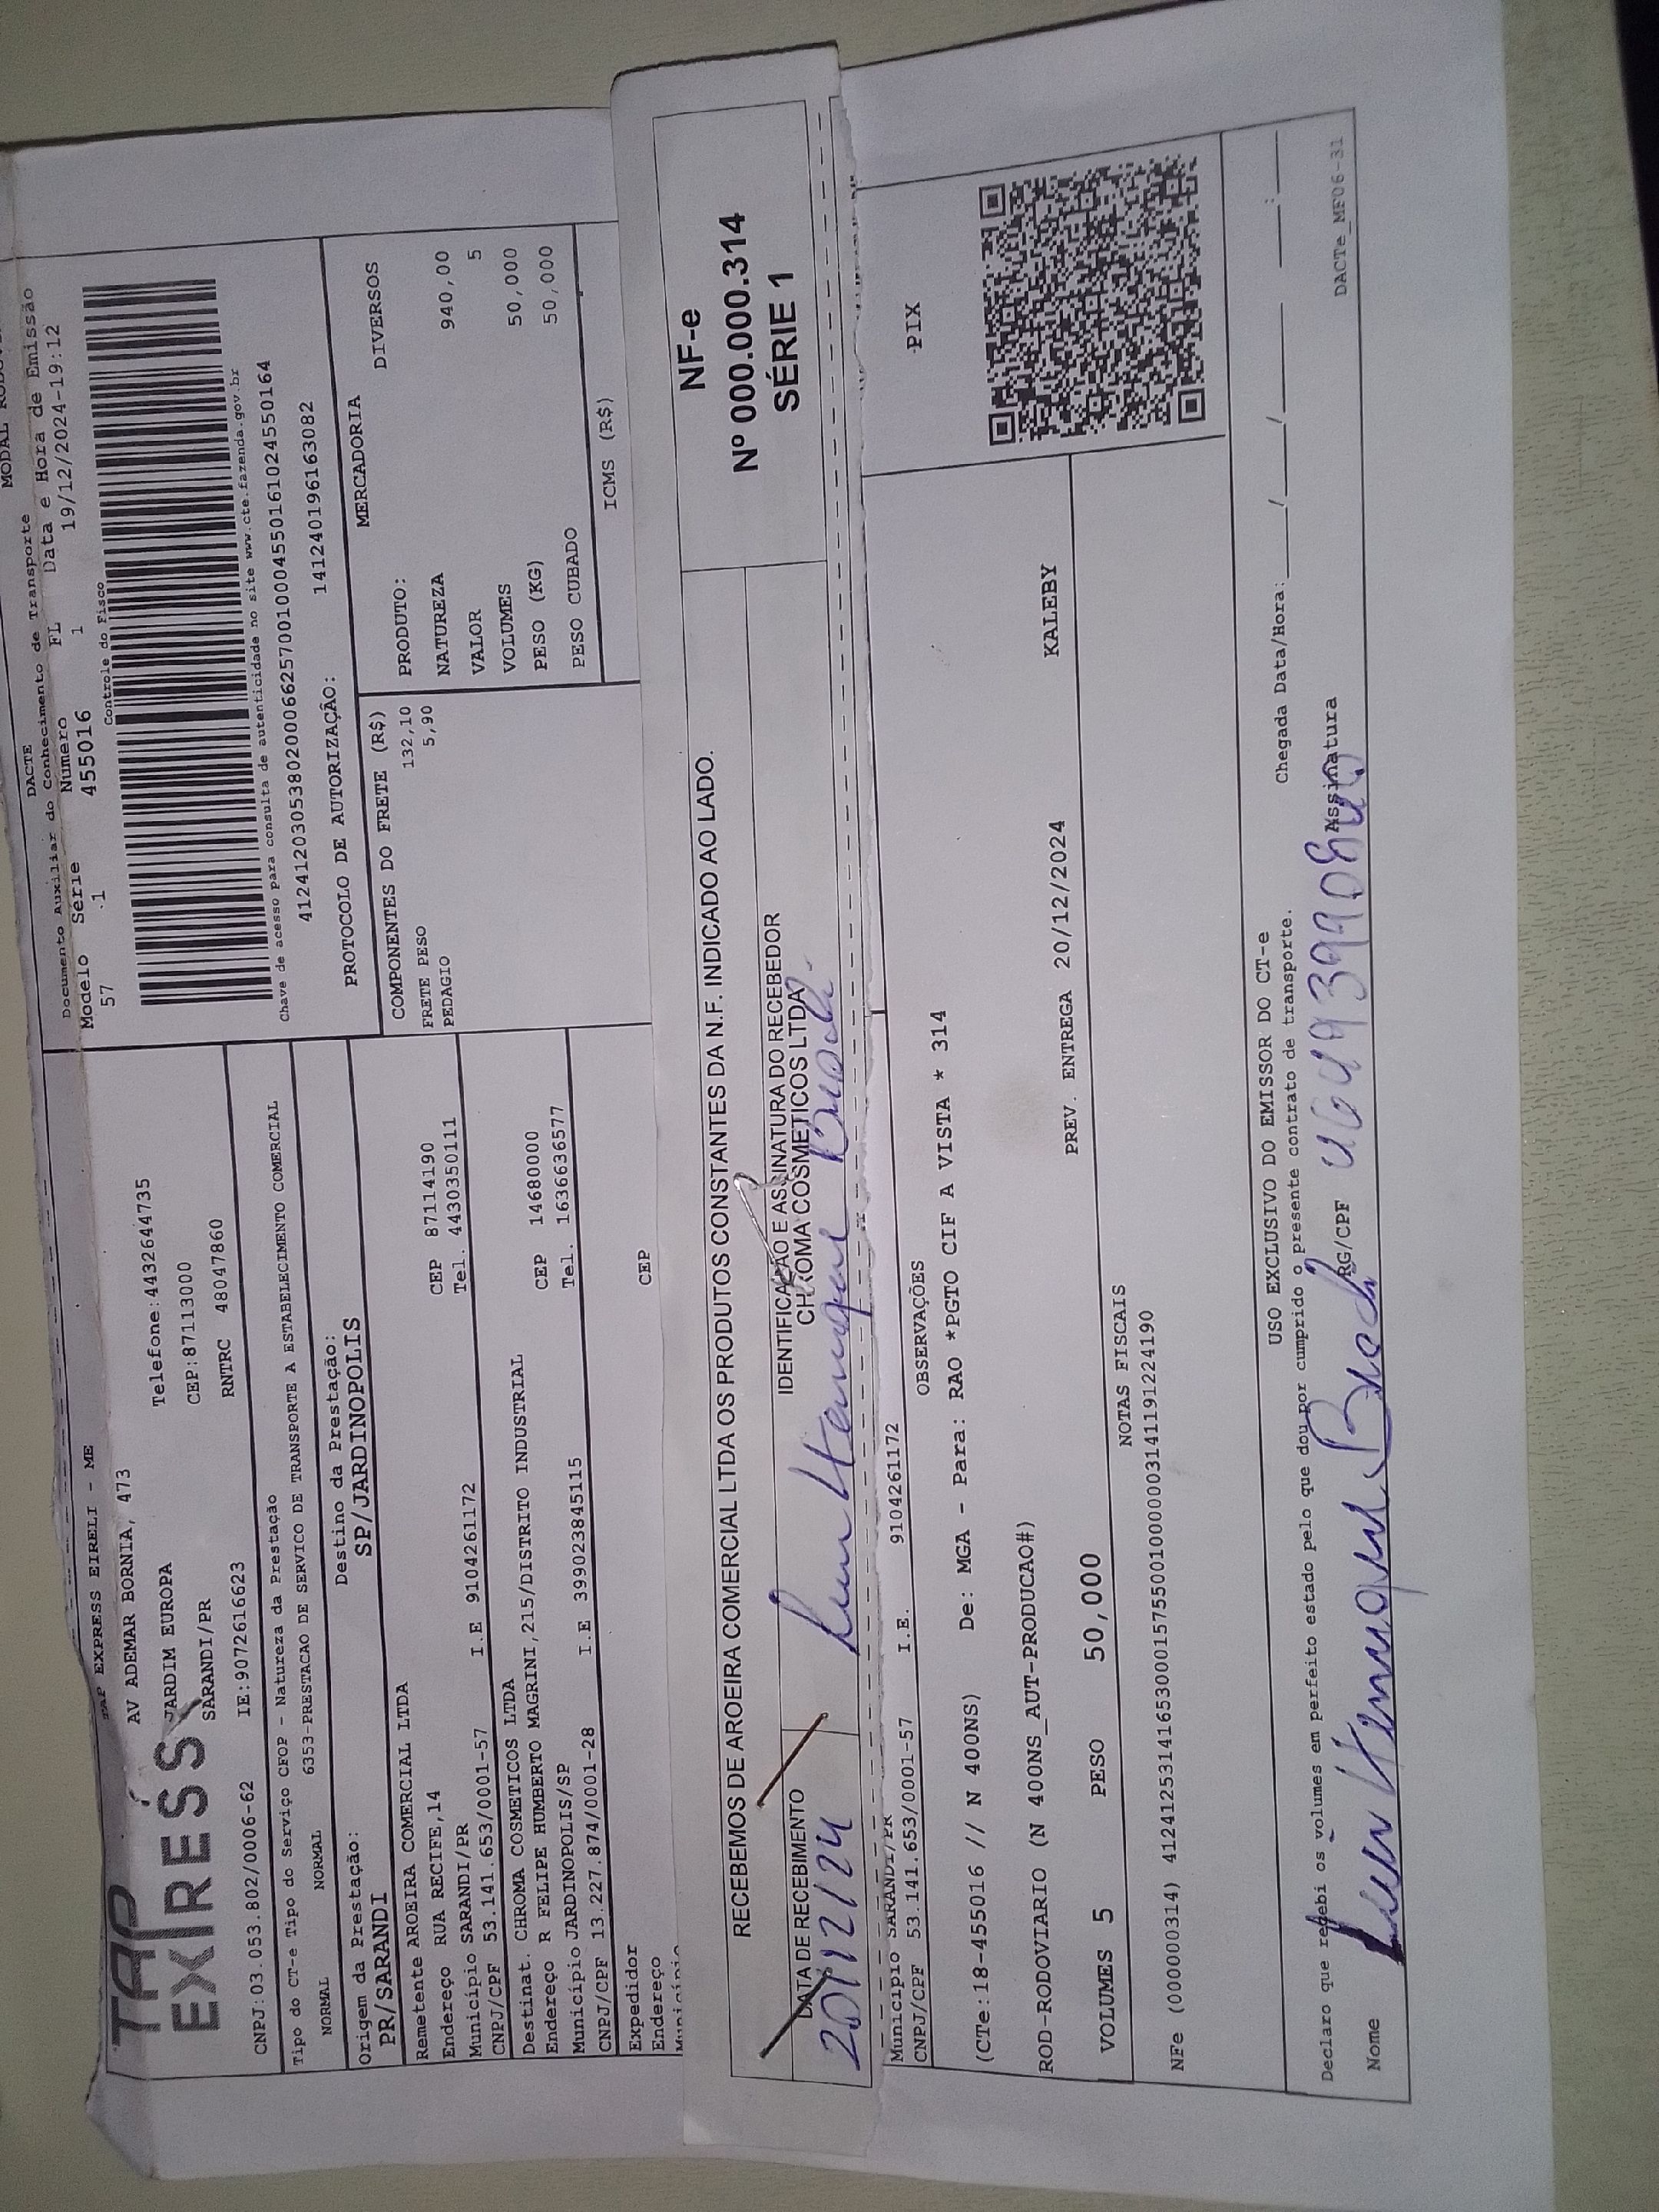 TAP EXPRESS EIRELI - ME
TAP
EXPRESS
AV ADEMAR BORNIA, 473
JARDIM EUROPA
SARANDI/PR
Telefone:4432644735
CEP:87113000
CNPJ:03.053.802/0006-62 IE:9072616623 RNTRC 48047860
Tipo do CT-e Tipo do Serviço CFOP - Natureza da Prestação
NORMAL NORMAL 6353-PRESTACAO DE SERVICO DE TRANSPORTE A ESTABELECIMENTO COMERCIAL
Origem da Prestação: Destino da Prestação:
PR/SARANDI SP/JARDINOPOLIS
Remetente AROEIRA COMERCIAL LTDA
Endereço RUA RECIFE,14 CEP 87114190
Município SARANDI/PR Tel. 4430350111
CNPJ/CPF 53.141.653/0001-57 I.E 9104261172
Destinat. CHROMA COSMETICOS LTDA
Endereço R FELIPE HUMBERTO MAGRINI,215/DISTRITO INDUSTRIAL CEP 14680000
Município JARDINOPOLIS/SP Tel. 1636636577
CNPJ/CPF 13.227.874/0001-28 I.E 399023845115
Expedidor
Endereço CEP
Município
MODAL
DACTE
Documento Auxiliar do Conhecimento de Transporte
Modelo Série Numero FL Data e Hora de Emissão
57 1 455016 1 19/12/2024-19:12
Controle do Fisco
Chave de acesso Para consulta de autenticidade no site www.cte.fazenda.gov.br
41241203053802000662570010004550161024550164
PROTOCOLO DE AUTORIZAÇÃO: 141240196163082
COMPONENTES DO FRETE (R$)
FRETE PESO 132,10
PEDAGIO 5,90
MERCADORIA
PRODUTO: DIVERSOS
NATUREZA
VALOR 940,00
VOLUMES 5
PESO (KG) 50,000
PESO CUBADO 50,000
ICMS (R$)
RECEBEMOS DE AROEIRA COMERCIAL LTDA OS PRODUTOS CONSTANTES DA N.F. INDICADO AO LADO.
DATA DE RECEBIMENTO IDENTIFICAÇÃO E ASSINATURA DO RECEBEDOR
CHROMA COSMETICOS LTDA
20/12/24
NF-e
Nº 000.000.314
SÉRIE 1
Município SARANDI/PR
CNPJ/CPF 53.141.653/0001-57 I.E. 9104261172
OBSERVAÇÕES
PIX
(CTe:18-455016 // N 400NS) De: MGA - Para: RAO *PGTO CIF A VISTA * 314
ROD-RODOVIARIO (N 400NS_AUT-PRODUCAO#)
PREV. ENTREGA 20/12/2024 KALEBY
VOLUMES 5 PESO 50,000
NOTAS FISCAIS
NFe (00000314) 41241253141653000157550010000003141191224190
USO EXCLUSIVO DO EMISSOR DO CT-e
Declaro que recebi os volumes em perfeito estado pelo que dou por cumprido o presente contrato de transporte.
Chegada Data/Hora:____/____/____ ____:____
Nome RG/CPF Assinatura
DACTe_MF06-31